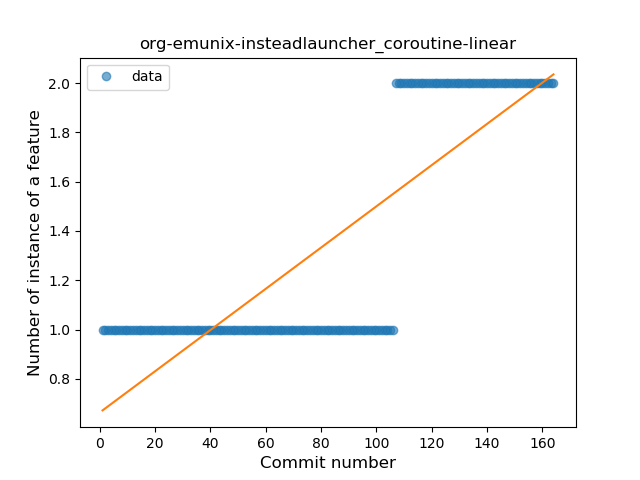 org-emunix-insteadlauncher_coroutine-linear
data
Number of instance of a feature
2.0
1.8
1.6
1.4
1.2
1.0
0.8
0 20 40 60 80 100 120 140 160
Commit number